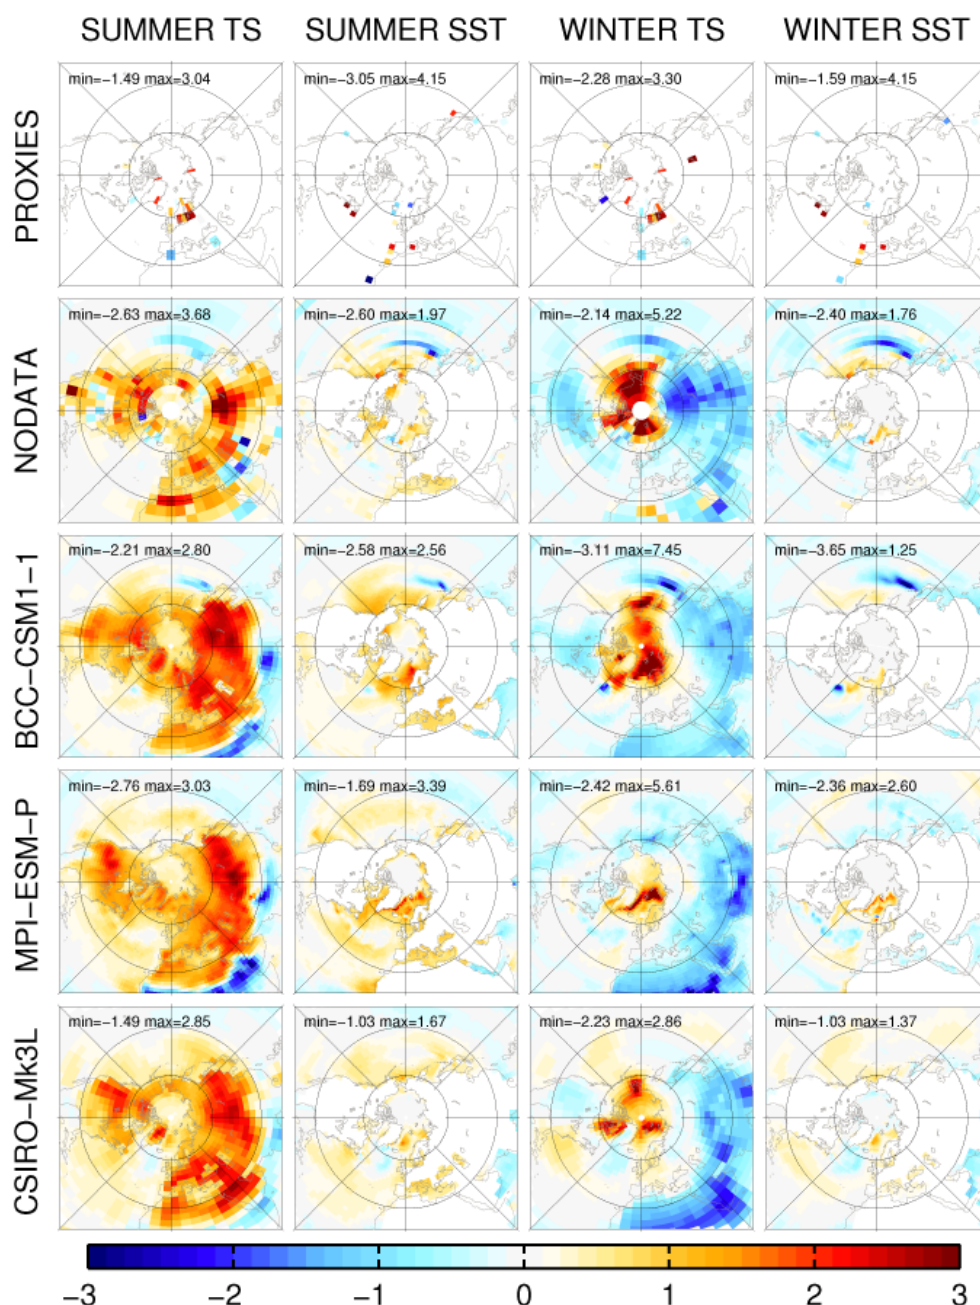 SUMMER TS SUMMER SST WINTER TS WINTER SST
PROXIES
min=−1.49 max=3.04 min=−3.05 max=4.15 min=−2.28 max=3.30 min=−1.59 max=4.15
NODATA
min=−2.63 max=3.68 min=−2.60 max=1.97 min=−2.14 max=5.22 min=−2.40 max=1.76
BCC−CSM1−1
min=−2.21 max=2.80 min=−2.58 max=2.56 min=−3.11 max=7.45 min=−3.65 max=1.25
MPI−ESM−P
min=−2.76 max=3.03 min=−1.69 max=3.39 min=−2.42 max=5.61 min=−2.36 max=2.60
CSIRO−Mk3L
min=−1.49 max=2.85 min=−1.03 max=1.67 min=−2.23 max=2.86 min=−1.03 max=1.37
−3 −2 −1 0 1 2 3